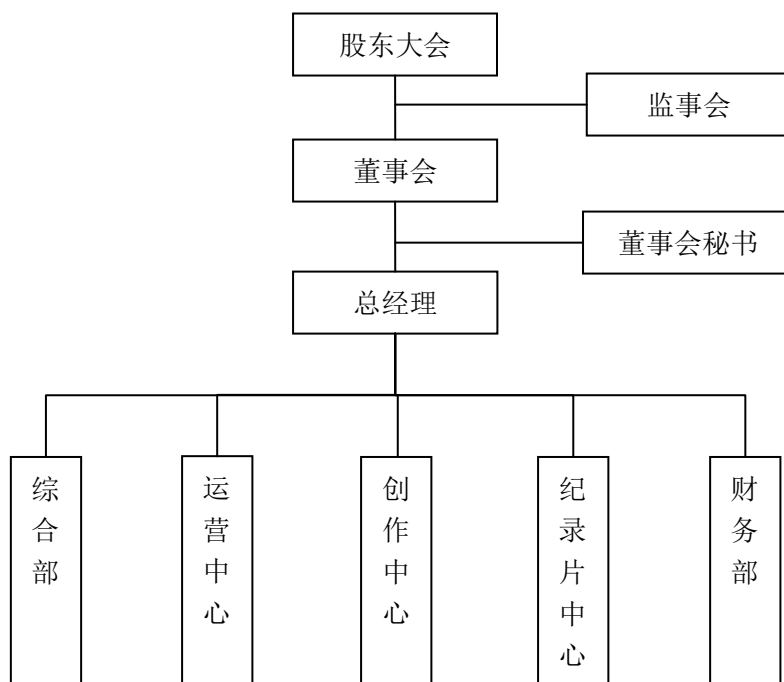 股东大会
监事会
董事会
董事会秘书
总经理
综合部
运营中心
创作中心
纪录片中心
财务部